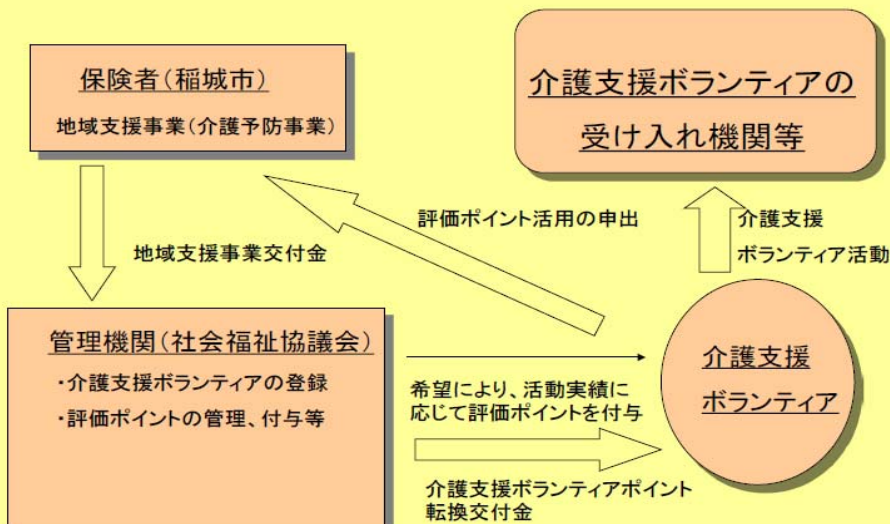 保険者(稲城市)
地域支援事業(介護予防事業)
介護支援ボランティアの
受け入れ機関等
評価ポイント活用の申出
介護支援
ボランティア活動
地域支援事業交付金
管理機関(社会福祉協議会)
・介護支援ボランティアの登録
・評価ポイントの管理、付与等
希望により、活動実績に
応じて評価ポイントを付与
介護支援
ボランティア
介護支援ボランティアポイント
転換交付金